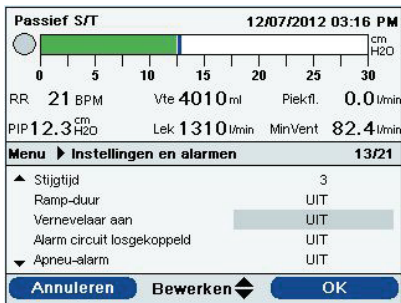 Passief S/T 12/07/2012 03:16 PM
cm H2O
0 5 10 15 20 25 30
RR 21 BPM Vte 4010 ml Piekfl. 0.0 l/min
PIP 12.3 cm H2O Lek 1310 l/min MinVent 82.4 l/min
Menu Instellingen en alarmen 13/21
Stijgtijd 3
Ramp-duur UIT
Vernevelaar aan UIT
Alarm circuit losgekoppeld UIT
Apneu-alarm UIT
Annuleren Bewerken OK